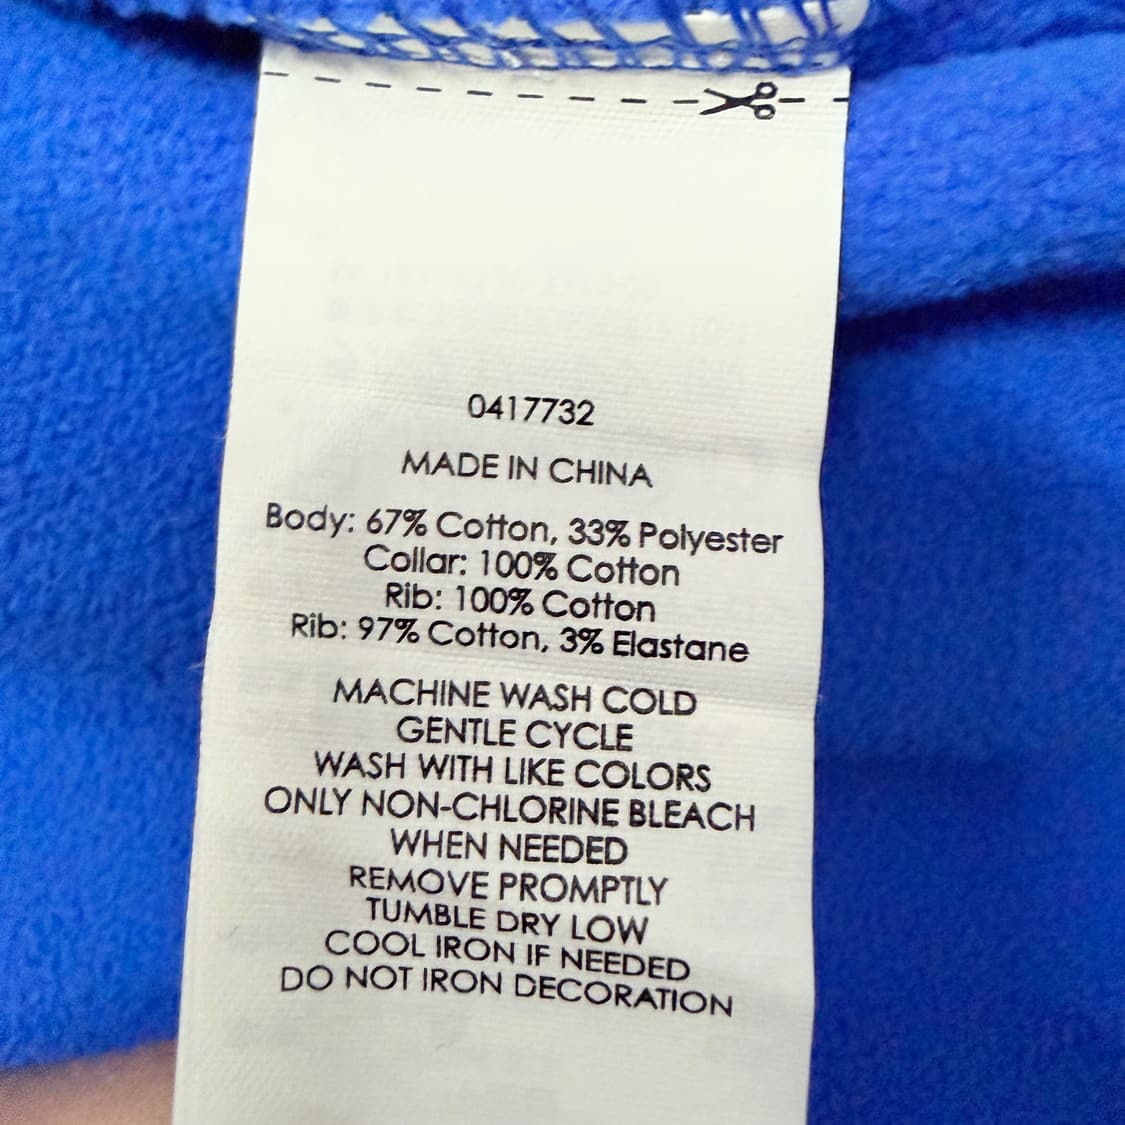 0417732
MADE IN CHINA
Body: 67% Cotton, 33% Polyester
Collar: 100% Cotton
Rib: 100% Cotton
Rib: 97% Cotton, 3% Elastane
MACHINE WASH COLD
GENTLE CYCLE
WASH WITH LIKE COLORS
ONLY NON-CHLORINE BLEACH
WHEN NEEDED
REMOVE PROMPTLY
TUMBLE DRY LOW
COOL IRON IF NEEDED
DO NOT IRON DECORATION